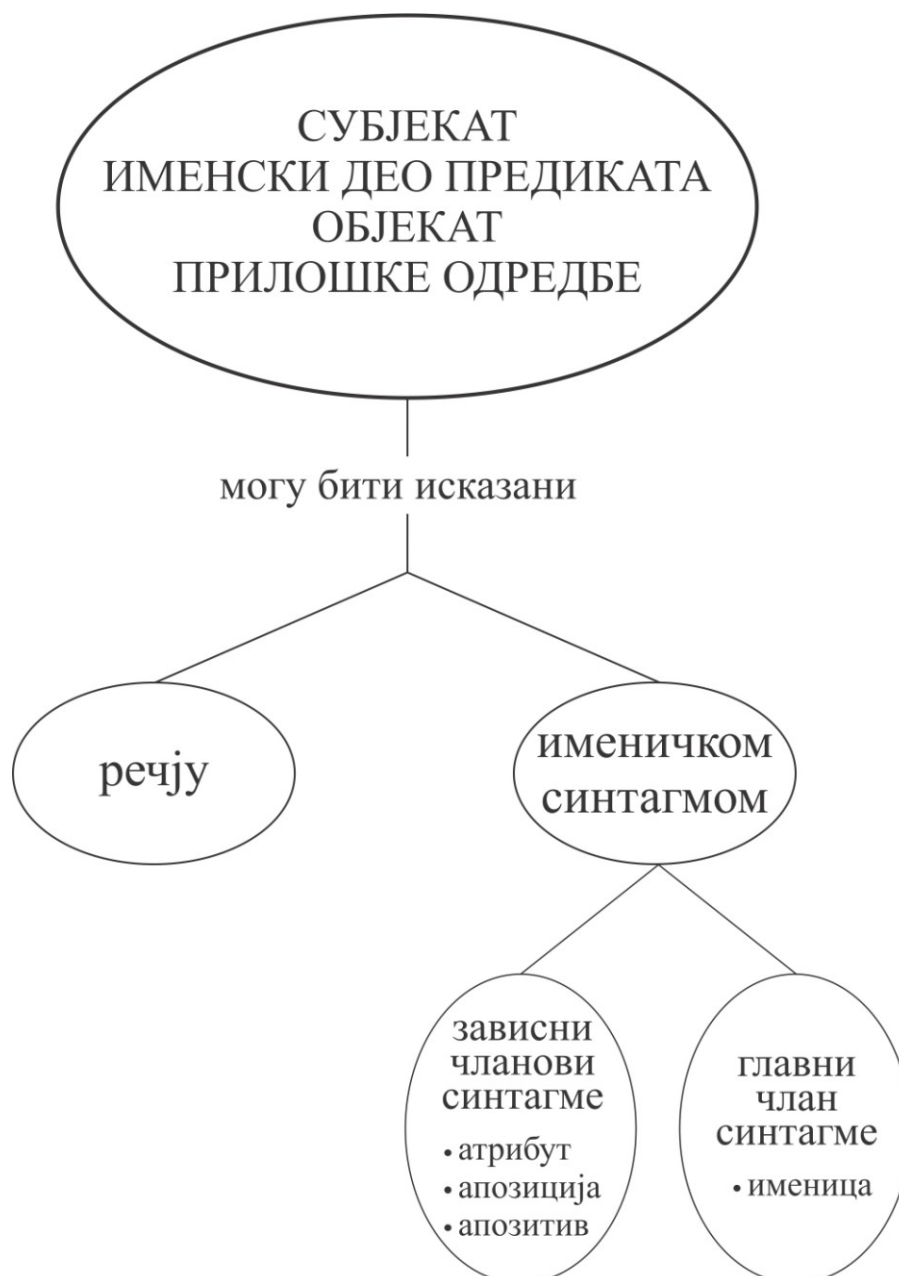 СУБЈЕКАТ
ИМЕНСКИ ДЕО ПРЕДИКАТА
ОБЈЕКАТ
ПРИЛОШКЕ ОДРЕДБЕ
могу бити исказани
речју
именичком
синтагмом
зависни
чланови
синтагме
• атрибут
• апозиција
• апозитив
главни
члан
синтагме
• именица